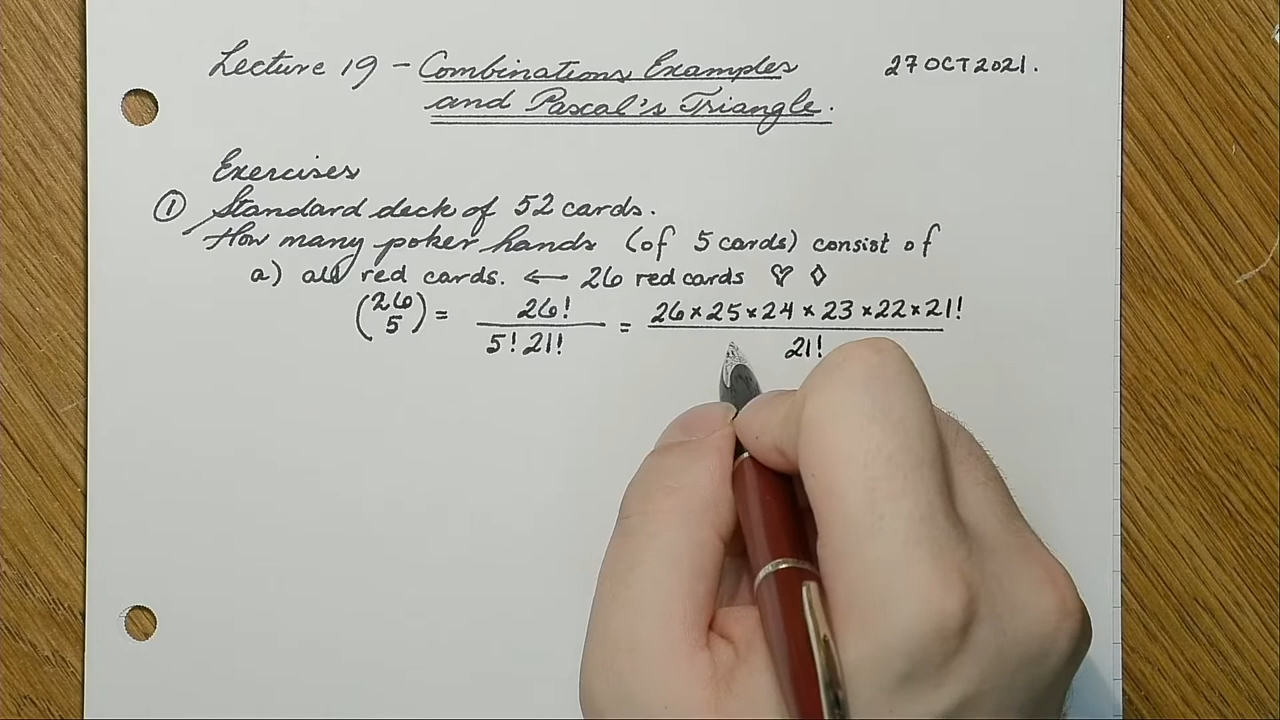 Lecture 19 - Combinations Examples 27 OCT 2021.
and Pascal's Triangle.
Exercises
① Standard deck of 52 cards.
How many poker hands (of 5 cards) consist of
a) all red cards. ← 26 red cards ♡ ◊
(26 5) = 26! / 5! 21! = 26 × 25 × 24 × 23 × 22 × 21! / 21!